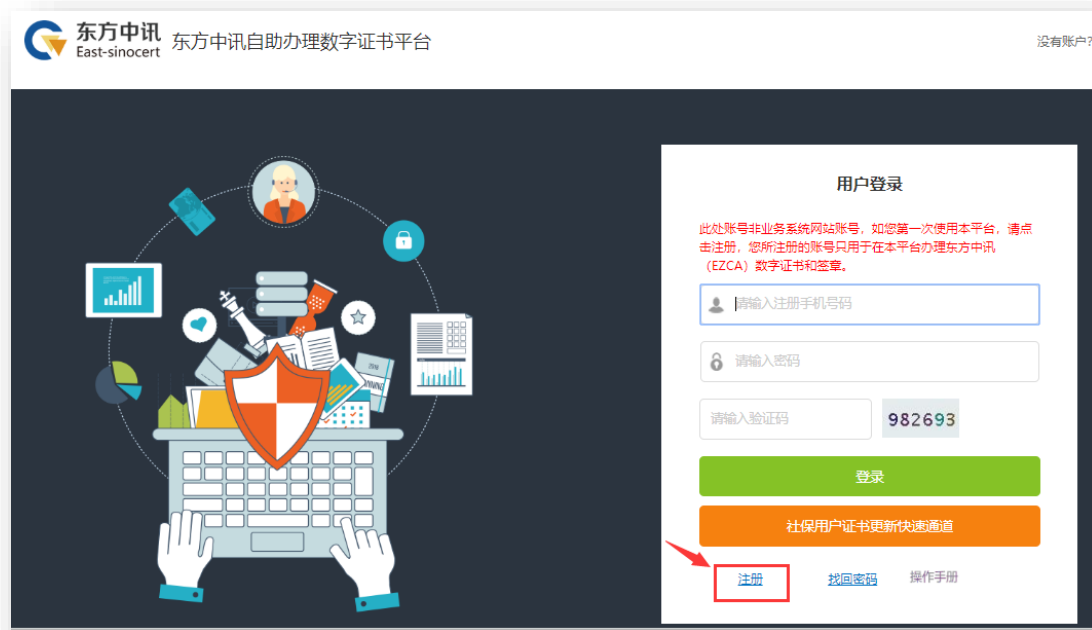 东方中讯
East-sinocert
东方中讯自助办理数字证书平台
没有账户?
用户登录
此处账号非业务系统网站账号，如您第一次使用本平台，请点
击注册，您所注册的账号只用于在本平台办理东方中讯
（EZCA）数字证书和签章。
请输入注册手机号码
请输入密码
请输入验证码
982693
登录
社保用户证书更新快速通道
注册
找回密码
操作手册